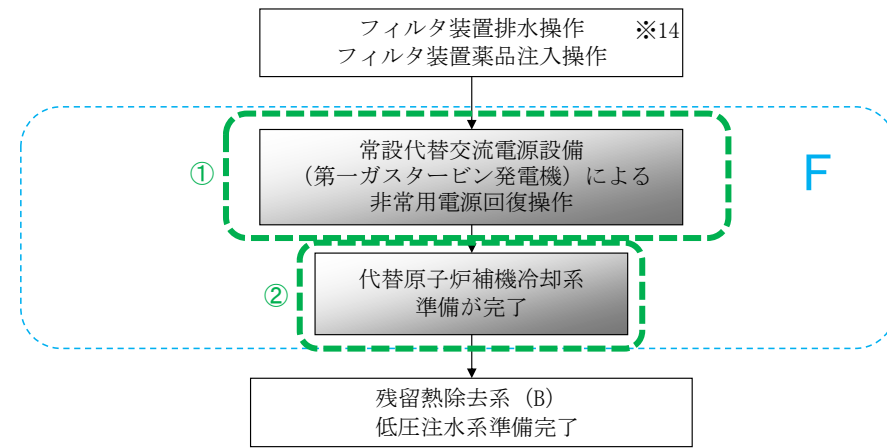 フィルタ装置排水操作 ※14
フィルタ装置薬品注入操作
①
常設代替交流電源設備
（第一ガスタービン発電機）による
非常用電源回復操作
F
②
代替原子炉補機冷却系
準備が完了
残留熱除去系（B）
低圧注水系準備完了